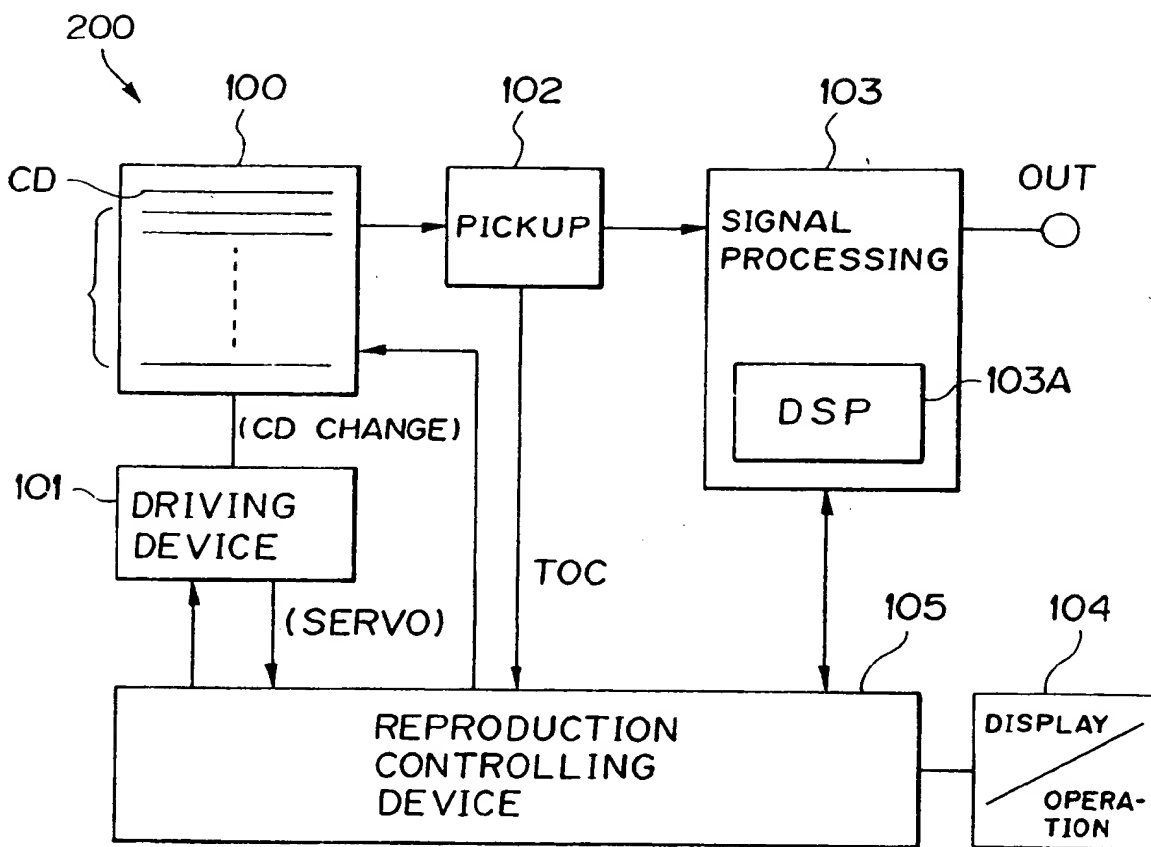 200
100
102
103
CD
OUT
PICKUP
SIGNAL
PROCESSING
103A
DSP
(CD CHANGE)
101
DRIVING
DEVICE
TOC
(SERVO)
105
104
REPRODUCTION
CONTROLLING
DEVICE
DISPLAY
OPERA-
TION